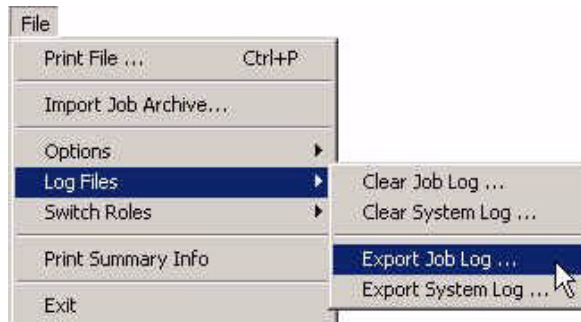 File
Print File ... Ctrl+P
Import Job Archive...
Options
Log Files
Switch Roles
Print Summary Info
Exit
Clear Job Log ...
Clear System Log ...
Export Job Log ...
Export System Log ...